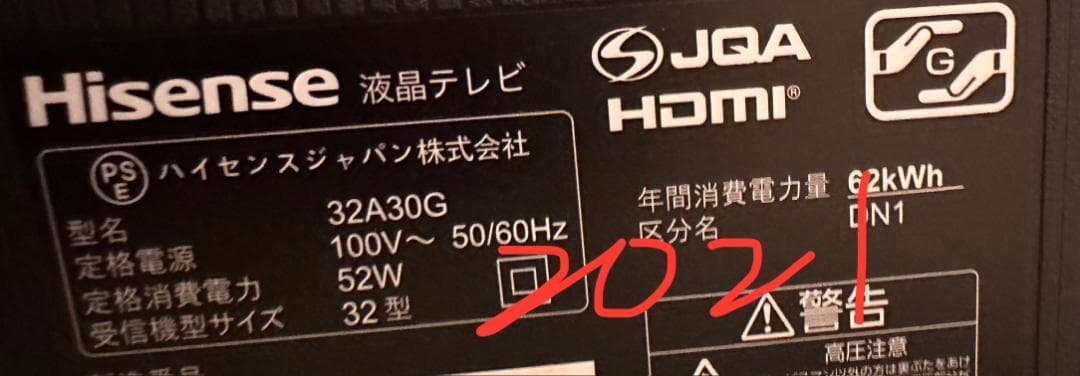 Hisense 液晶テレビ
PSE ハイセンスジャパン株式会社
型名 32A30G
定格電源 100V～ 50/60Hz
定格消費電力 52W
受信機型サイズ 32型
JQA
HDMI®
G
年間消費電力量 62kWh
区分名 DN1
2021
警告
高圧注意